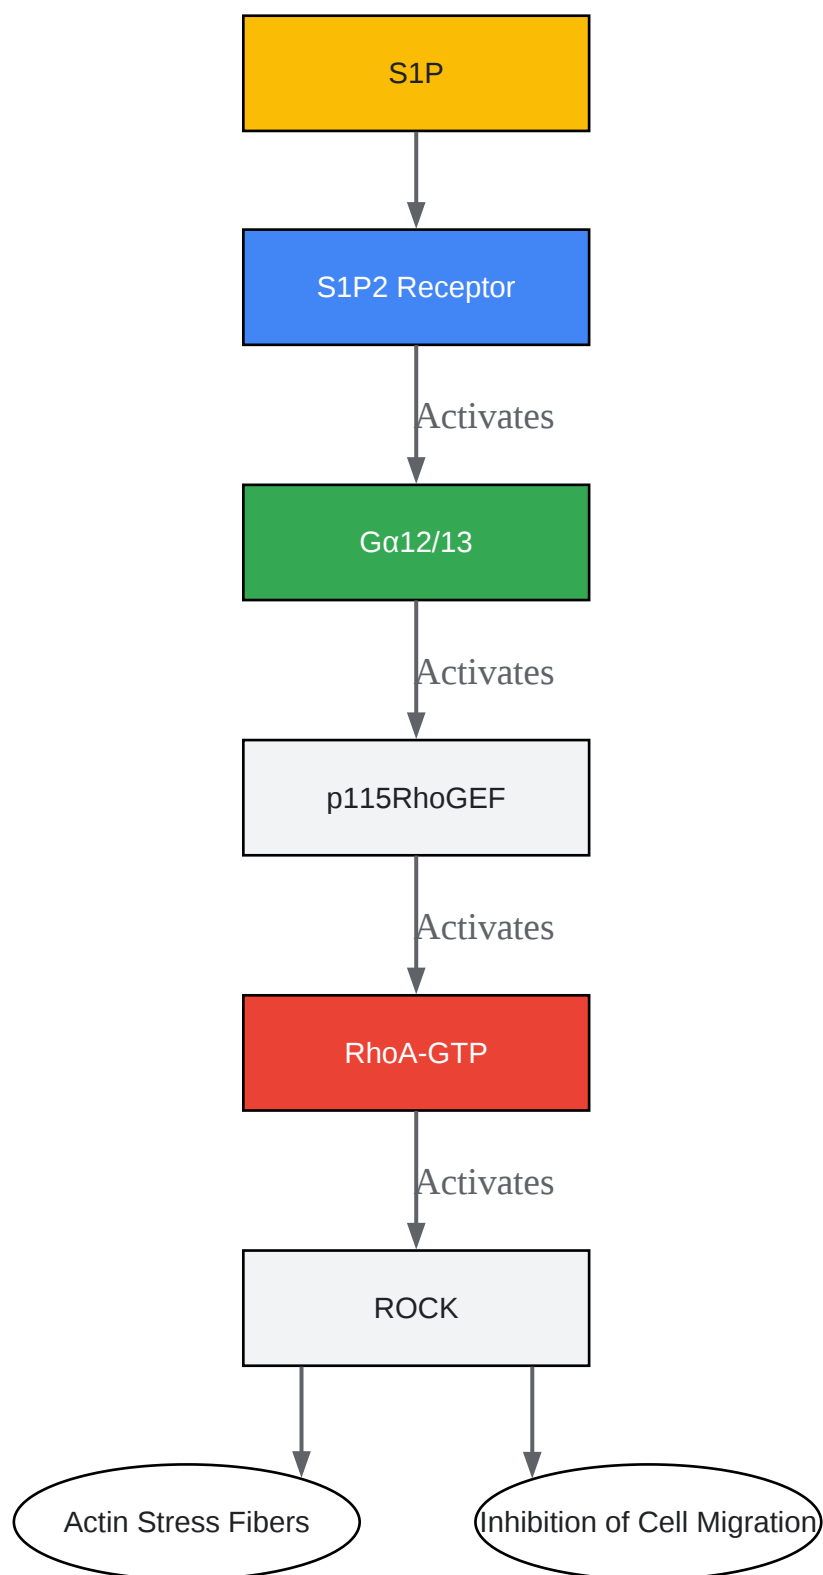 S1P
S1P2 Receptor
Activates
Gα12/13
Activates
p115RhoGEF
Activates
RhoA-GTP
Activates
ROCK
Actin Stress Fibers
Inhibition of Cell Migration